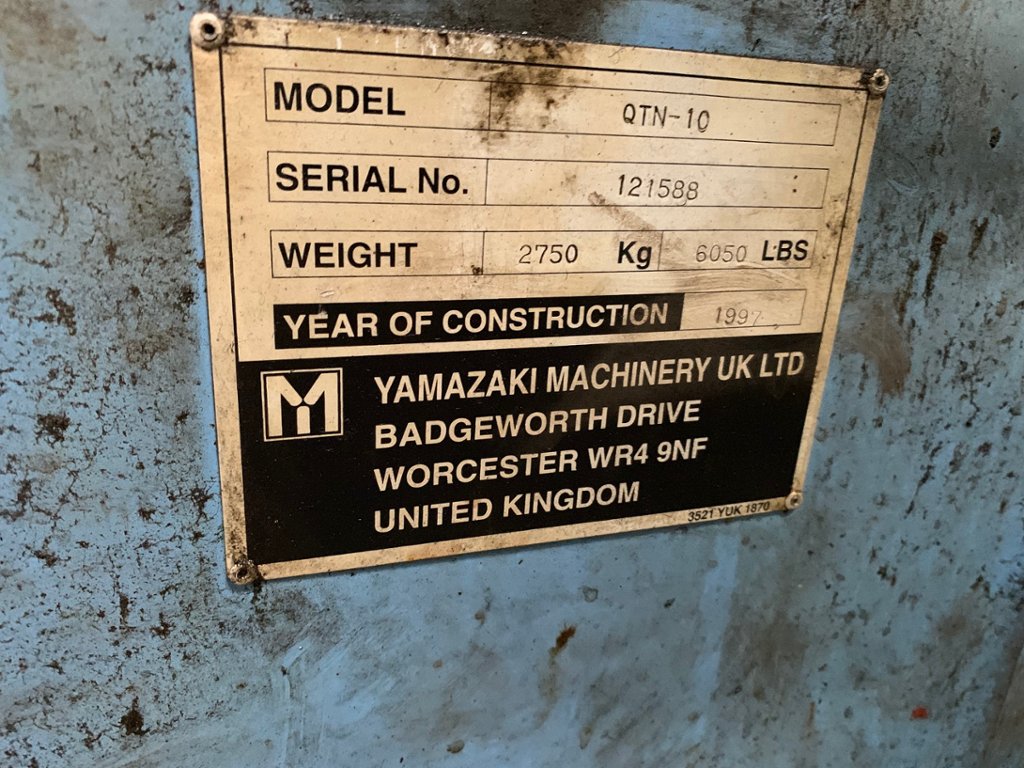 MODEL QTN-10
SERIAL No. 121588
WEIGHT 2750 Kg 6050 LBS
YEAR OF CONSTRUCTION 1997
YAMAZAKI MACHINERY UK LTD
BADGEWORTH DRIVE
WORCESTER WR4 9NF
UNITED KINGDOM
3521 YUK 1870